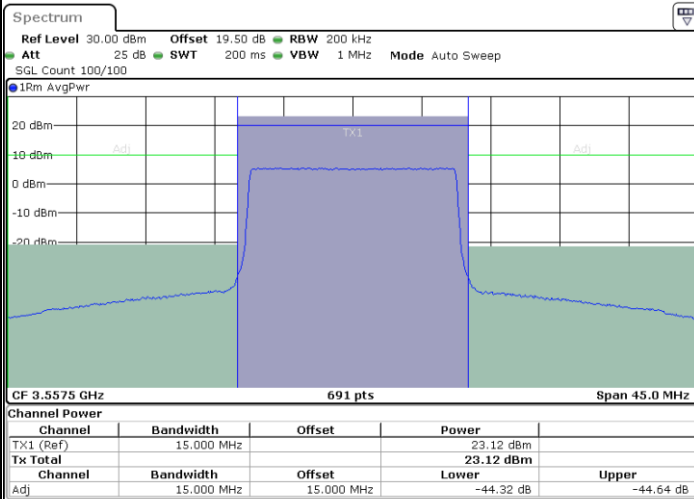 Spectrum
Ref Level 30.00 dBm Offset 19.50 dB RBW 200 kHz
Att 25 dB SWT 200 ms VBW 1 MHz Mode Auto Sweep
SGL Count 100/100
1Rm AvgPwr
20 dBm
TX1
Adj
Adj
10 dBm
0 dBm
-10 dBm
-20 dBm
CF 3.5575 GHz 691 pts Span 45.0 MHz
Channel Power
Channel Bandwidth Offset Power
TX1 (Ref) 15.000 MHz 23.12 dBm
Tx Total 23.12 dBm
Channel Bandwidth Offset Lower Upper
Adj 15.000 MHz 15.000 MHz -44.32 dB -44.64 dB